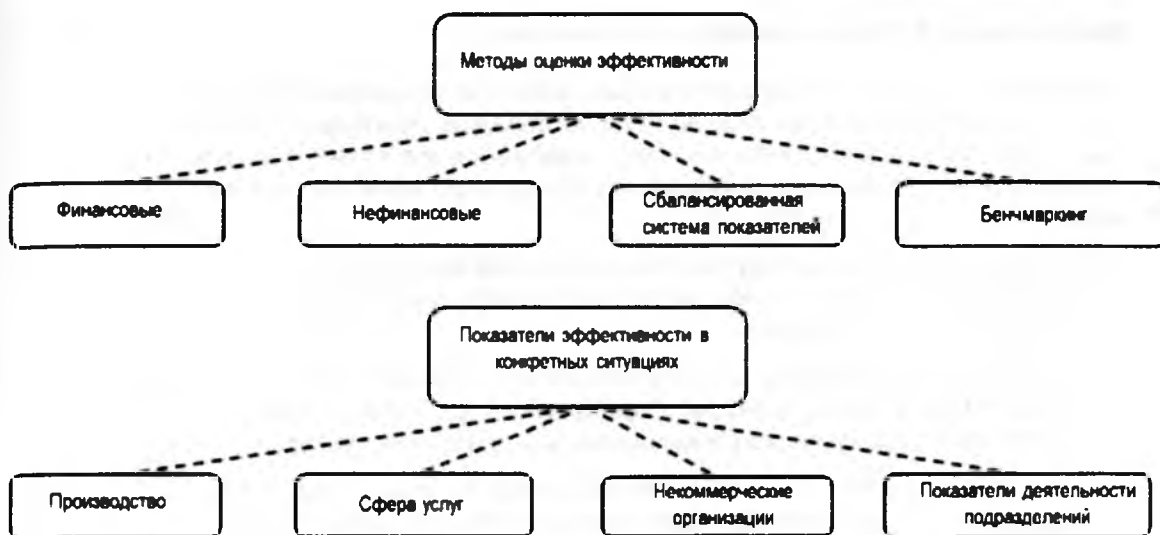 Методы оценки эффективности
Финансовые
Нефинансовые
Сбалансированная
система показателей
Бенчмаркинг
Показатели эффективности в
конкретных ситуациях
Производство
Сфера услуг
Некоммерческие
организации
Показатели деятельности
подразделений